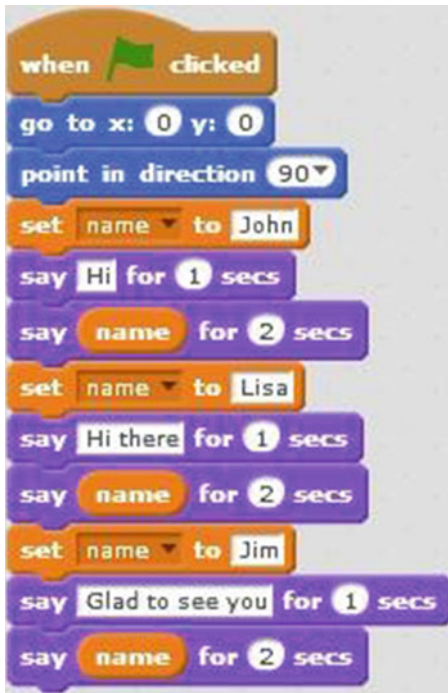 when clicked
go to x: 0 y: 0
point in direction 90
set name to John
say Hi for 1 secs
say name for 2 secs
set name to Lisa
say Hi there for 1 secs
say name for 2 secs
set name to Jim
say Glad to see you for 1 secs
say name for 2 secs